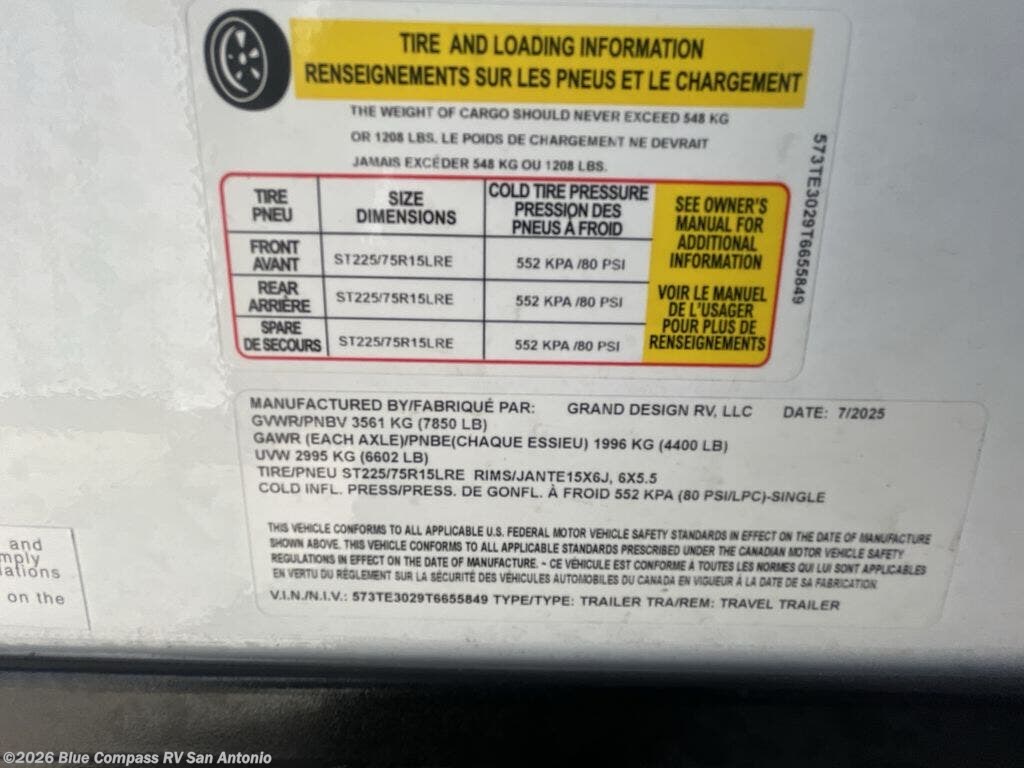 TIRE AND LOADING INFORMATION
RENSEIGNEMENTS SUR LES PNEUS ET LE CHARGEMENT
THE WEIGHT OF CARGO SHOULD NEVER EXCEED 548 KG
OR 1208 LBS. LE POIDS DE CHARGEMENT NE DEVRAIT
JAMAIS EXCÉDER 548 KG OU 1208 LBS.
TIRE
PNEU
SIZE
DIMENSIONS
COLD TIRE PRESSURE
PRESSION DES
PNEUS À FROID
FRONT
AVANT
ST225/75R15LRE
552 KPA /80 PSI
REAR
ARRIÈRE
ST225/75R15LRE
552 KPA /80 PSI
SPARE
DE SECOURS
ST225/75R15LRE
552 KPA /80 PSI
SEE OWNER'S
MANUAL FOR
ADDITIONAL
INFORMATION
VOIR LE MANUEL
DE L'USAGER
POUR PLUS DE
RENSEIGNEMENTS
573TE3029T6655849
MANUFACTURED BY/FABRIQUÉ PAR: GRAND DESIGN RV, LLC DATE: 7/2025
GVWR/PNBV 3561 KG (7850 LB)
GAWR (EACH AXLE)/PNBE(CHAQUE ESSIEU) 1996 KG (4400 LB)
UVW 2995 KG (6602 LB)
TIRE/PNEU ST225/75R15LRE RIMS/JANTE15X6J, 6X5.5
COLD INFL. PRESS/PRESS. DE GONFL. À FROID 552 KPA (80 PSI/LPC)-SINGLE
THIS VEHICLE CONFORMS TO ALL APPLICABLE U.S. FEDERAL MOTOR VEHICLE SAFETY STANDARDS IN EFFECT ON THE DATE OF MANUFACTURE
SHOWN ABOVE. THIS VEHICLE CONFORMS TO ALL APPLICABLE STANDARDS PRESCRIBED UNDER THE CANADIAN MOTOR VEHICLE SAFETY
REGULATIONS IN EFFECT ON THE DATE OF MANUFACTURE. ~ CE VÉHICULE EST CONFORME À TOUTES LES NORMES QUI LUI SONT APPLICABLES
EN VERTU DU RÈGLEMENT SUR LA SÉCURITÉ DES VÉHICULES AUTOMOBILES DU CANADA EN VIGUEUR À LA DATE DE SA FABRICATION.
V.I.N./N.I.V.: 573TE3029T6655849 TYPE/TYPE: TRAILER TRA/REM: TRAVEL TRAILER
and
mply
lations
on the
©2026 Blue Compass RV San Antonio